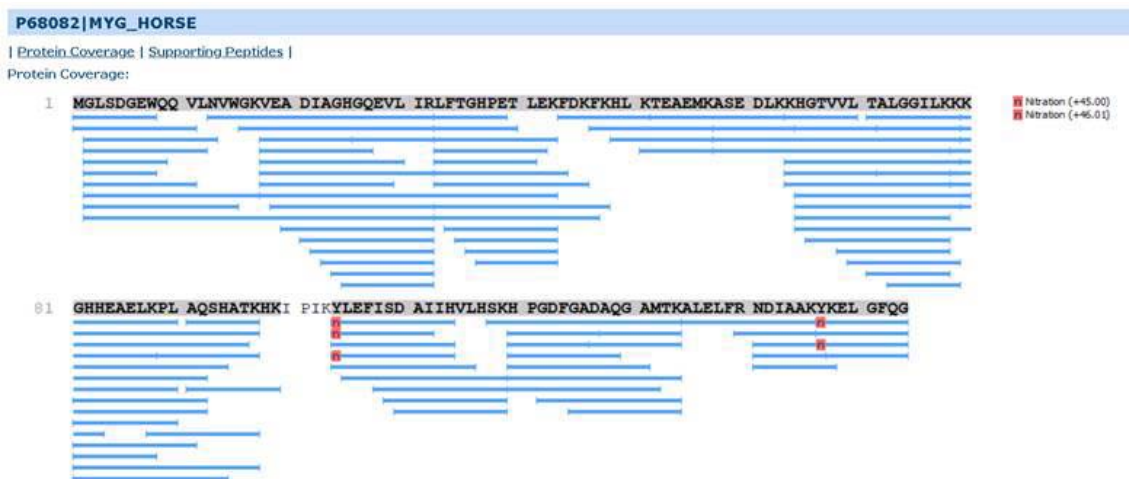 P68082|MYG_HORSE
| Protein Coverage | Supporting Peptides |
Protein Coverage:
1 MGLSDGEWQQ VLNVWGKVEA DIAGHGQEVL IRLFTGHPET LEKFDKFKHL KTEAEMKASE DLKKHGTVVL TALGGILKKK
n Nitration (+45.00)
n Nitration (+46.01)
81 GHHEAELKPL AQSHATKHKI PIKYLEFISD AIIHVLHSKH PGDFGADAQG AMTKALELFR NDIAAKYKEL GFQG
n n
n
n n
n